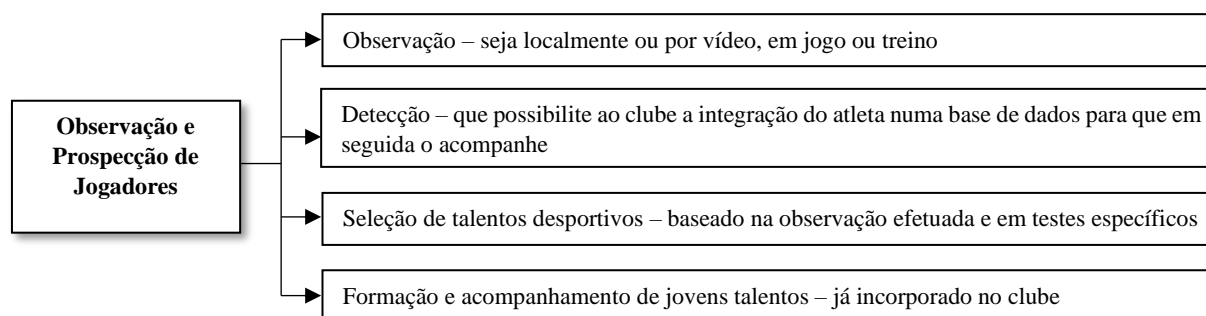 Observação e
Prospecção de
Jogadores
Observação – seja localmente ou por vídeo, em jogo ou treino
Detecção – que possibilite ao clube a integração do atleta numa base de dados para que em
seguida o acompanhe
Seleção de talentos desportivos – baseado na observação efetuada e em testes específicos
Formação e acompanhamento de jovens talentos – já incorporado no clube